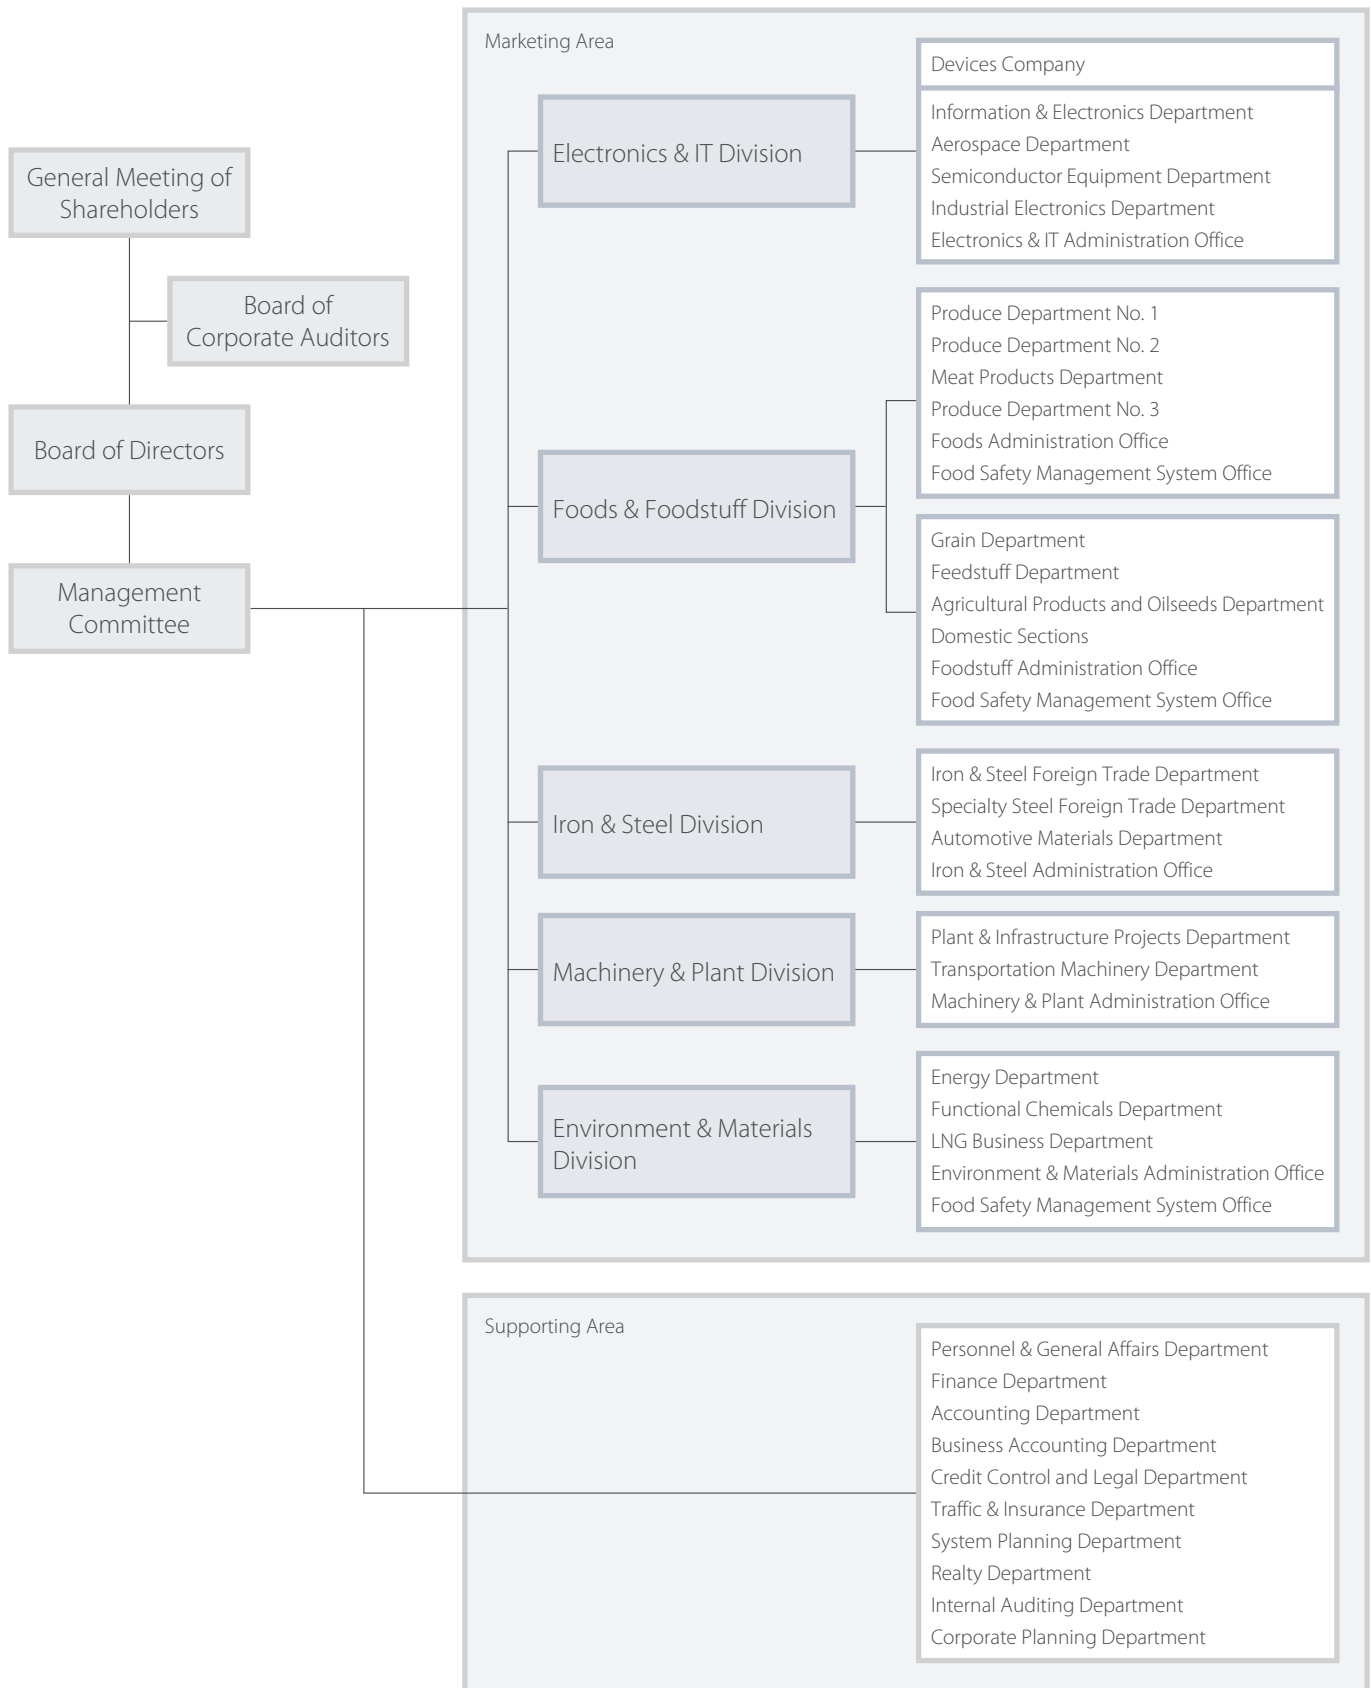 General Meeting of
Shareholders
Board of
Corporate Auditors
Board of Directors
Management
Committee
Marketing Area
Electronics & IT Division
Devices Company
Information & Electronics Department
Aerospace Department
Semiconductor Equipment Department
Industrial Electronics Department
Electronics & IT Administration Office
Foods & Foodstuff Division
Produce Department No. 1
Produce Department No. 2
Meat Products Department
Produce Department No. 3
Foods Administration Office
Food Safety Management System Office
Grain Department
Feedstuff Department
Agricultural Products and Oilseeds Department
Domestic Sections
Foodstuff Administration Office
Food Safety Management System Office
Iron & Steel Division
Iron & Steel Foreign Trade Department
Specialty Steel Foreign Trade Department
Automotive Materials Department
Iron & Steel Administration Office
Machinery & Plant Division
Plant & Infrastructure Projects Department
Transportation Machinery Department
Machinery & Plant Administration Office
Environment & Materials
Division
Energy Department
Functional Chemicals Department
LNG Business Department
Environment & Materials Administration Office
Food Safety Management System Office
Supporting Area
Personnel & General Affairs Department
Finance Department
Accounting Department
Business Accounting Department
Credit Control and Legal Department
Traffic & Insurance Department
System Planning Department
Realty Department
Internal Auditing Department
Corporate Planning Department